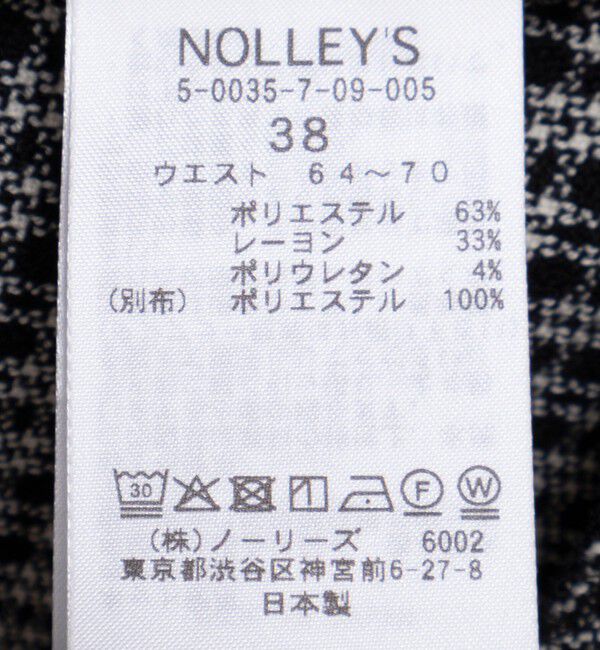 NOLLEY'S
5-0035-7-09-005
38
ウエスト 64～70
ポリエステル 63%
レーヨン 33%
ポリウレタン 4%
(別布) ポリエステル 100%
30 F W
(株)ノーリーズ 6002
東京都渋谷区神宮前6-27-8
日本製